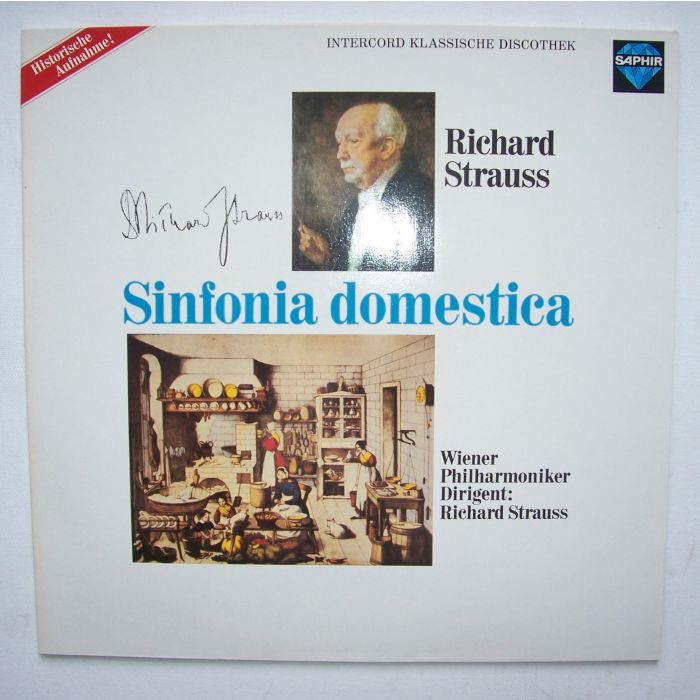 Historische
Aufnahme!
INTERCORD KLASSISCHE DISCOTHEK
SAPHIR
Richard
Strauss
Richard Strauss
Sinfonia domestica
Wiener
Philharmoniker
Dirigent:
Richard Strauss